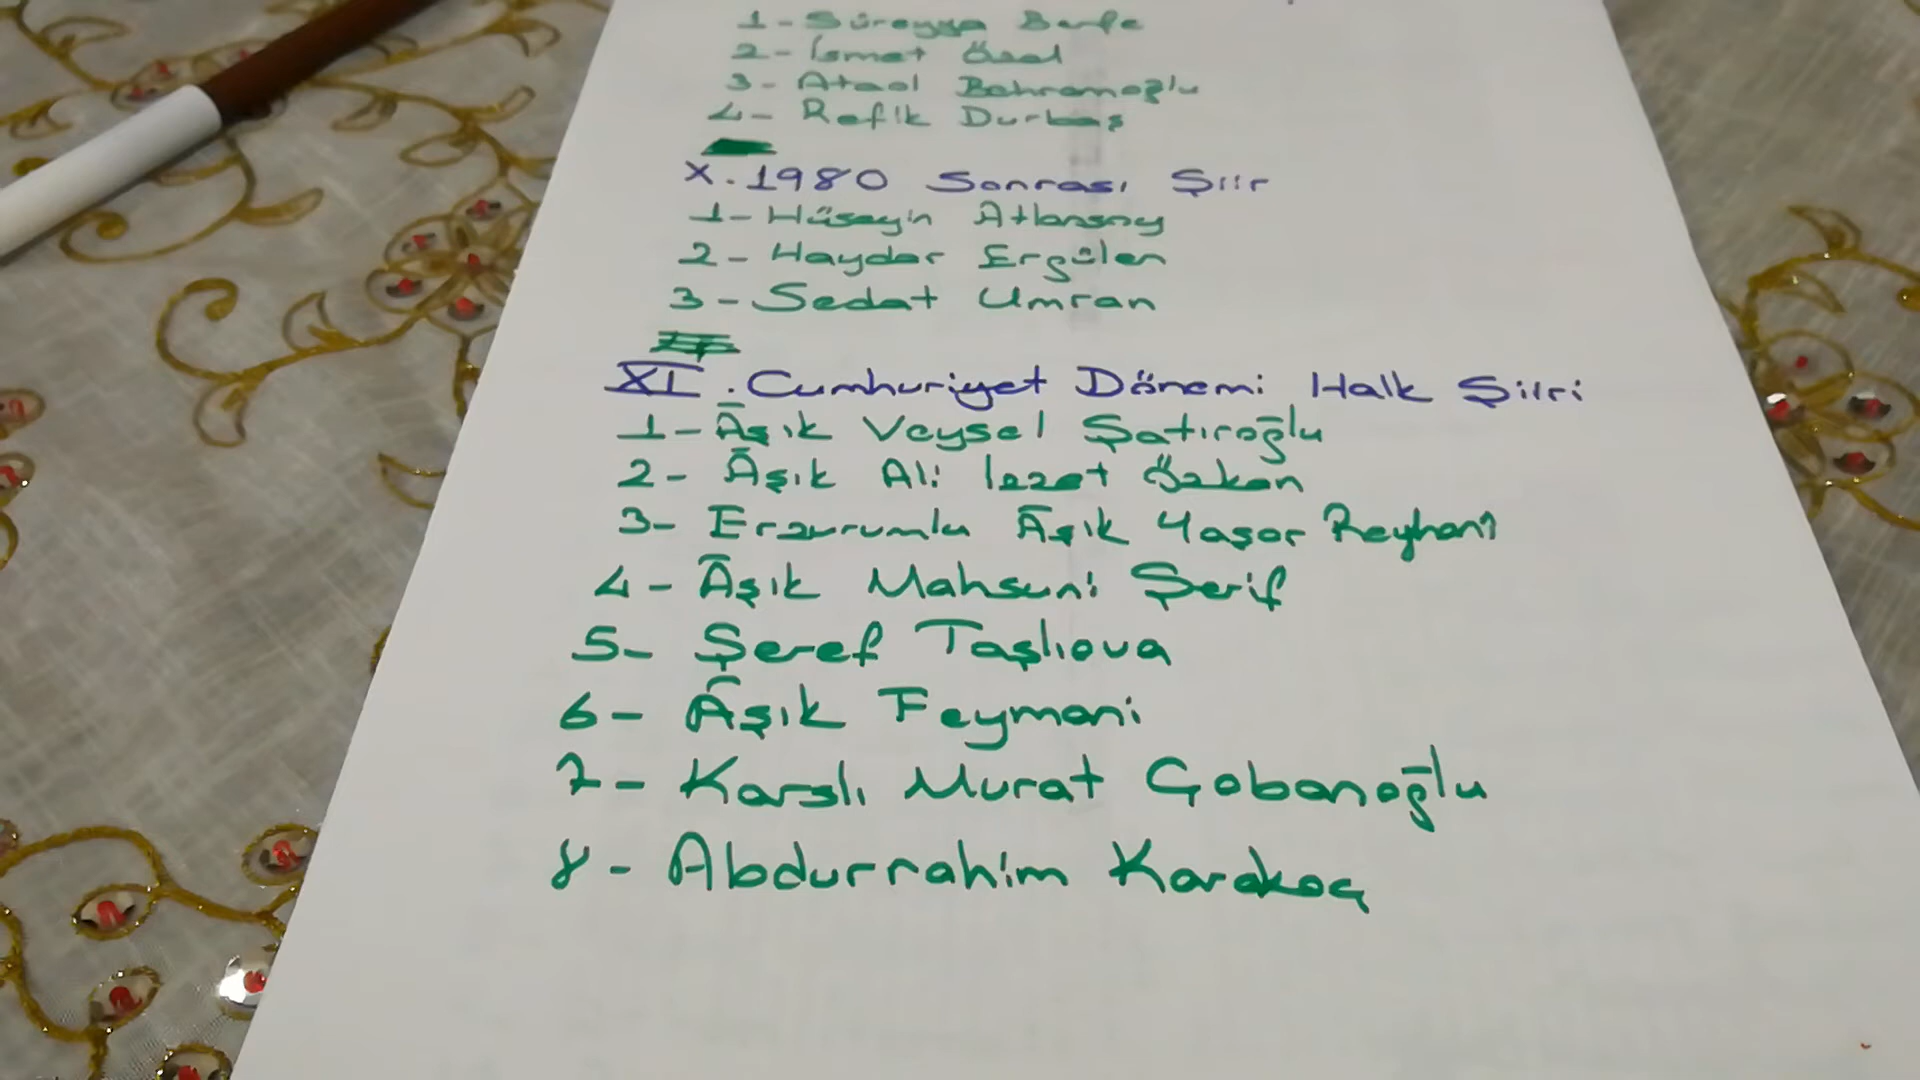 1- Süreyya Berfe
2- İsmet Özel
3- Ataol Behramoğlu
4- Refik Durbaş
X. 1980 Sonrası Şiir
1- Hüseyin Atlansoy
2- Haydar Ergülen
3- Sedat Umran
XI. Cumhuriyet Dönemi Halk Şiiri
1- Âşık Veysel Şatıroğlu
2- Âşık Ali İzzet Özkan
3- Erzurumlu Âşık Yaşar Reyhani
4- Âşık Mahsuni Şerif
5- Şeref Taşlıova
6- Âşık Feymani
7- Karslı Murat Çobanoğlu
8- Abdurrahim Karakoç